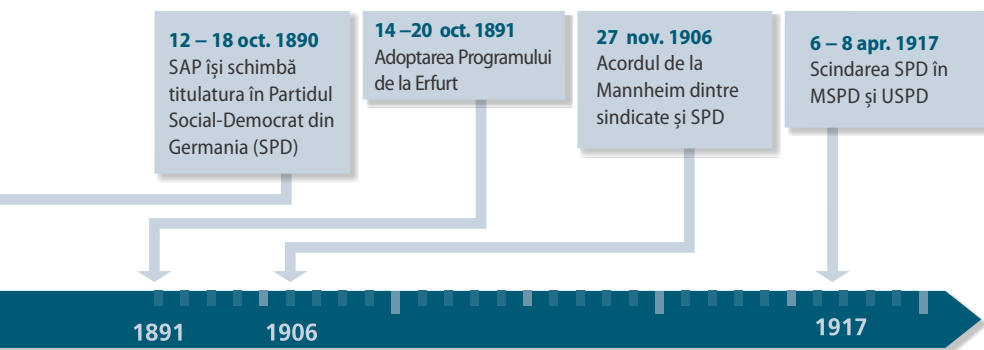 12 – 18 oct. 1890
SAP își schimbă
titulatura în Partidul
Social-Democrat din
Germania (SPD)
14 –20 oct. 1891
Adoptarea Programului
de la Erfurt
27 nov. 1906
Acordul de la
Mannheim dintre
sindicate și SPD
6 – 8 apr. 1917
Scindarea SPD în
MSPD și USPD
1891
1906
1917